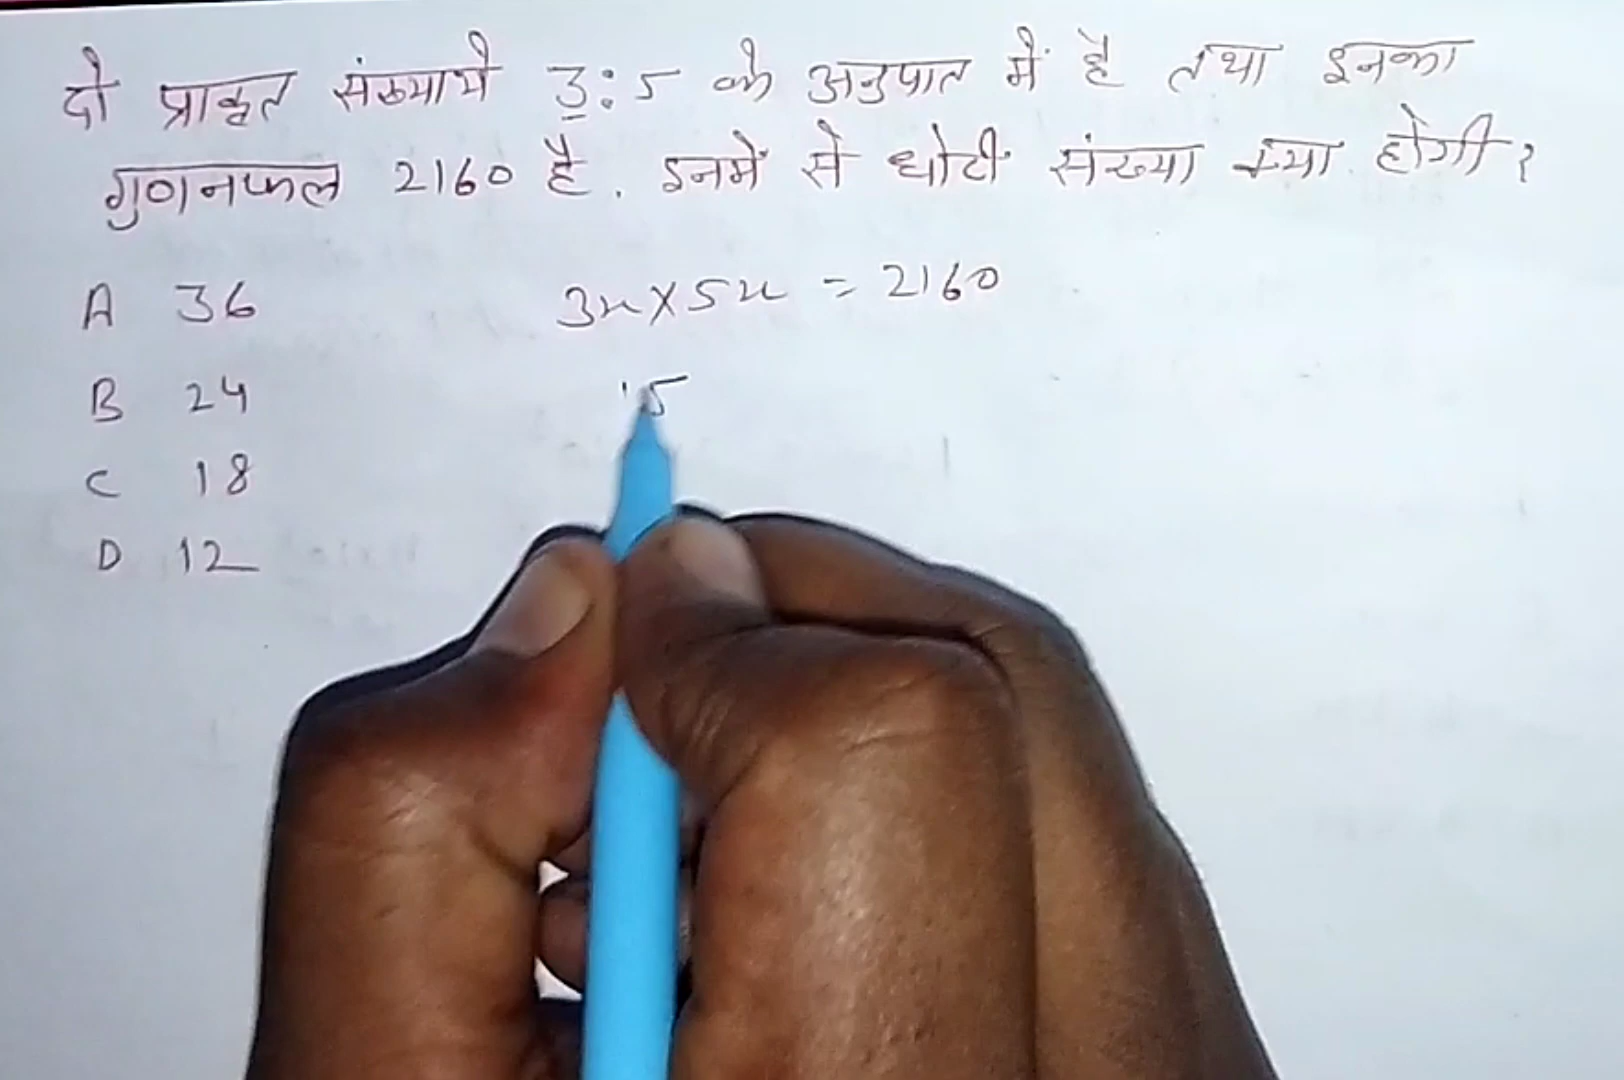 दो प्राकृत संख्याये 3:5 के अनुपात में है तथा इनका
गुणनफल 2160 है. इनमें से छोटी संख्या क्या होगी?
A 36
B 24
C 18
D 12
3x×5x = 2160
15